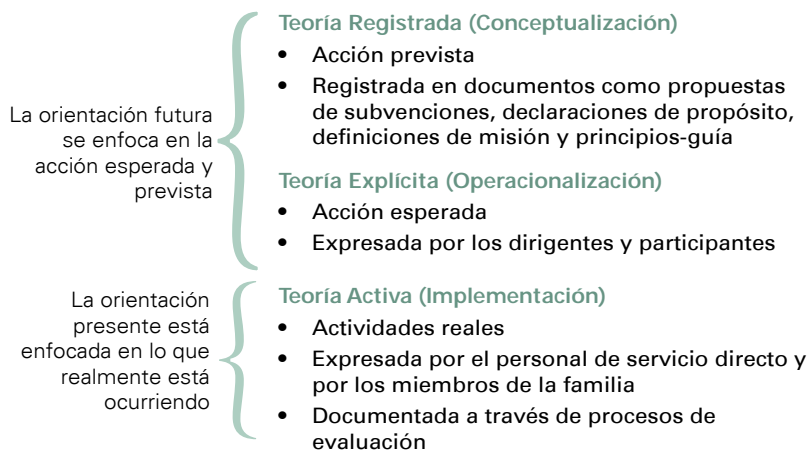 La orientación futura
se enfoca en la
acción esperada y
prevista
Teoría Registrada (Conceptualización)
• Acción prevista
• Registrada en documentos como propuestas
de subvenciones, declaraciones de propósito,
definiciones de misión y principios-guía
Teoría Explícita (Operacionalización)
• Acción esperada
• Expresada por los dirigentes y participantes
La orientación
presente está
enfocada en lo que
realmente está
ocurriendo
Teoría Activa (Implementación)
• Actividades reales
• Expresada por el personal de servicio directo y
por los miembros de la familia
• Documentada a través de procesos de
evaluación